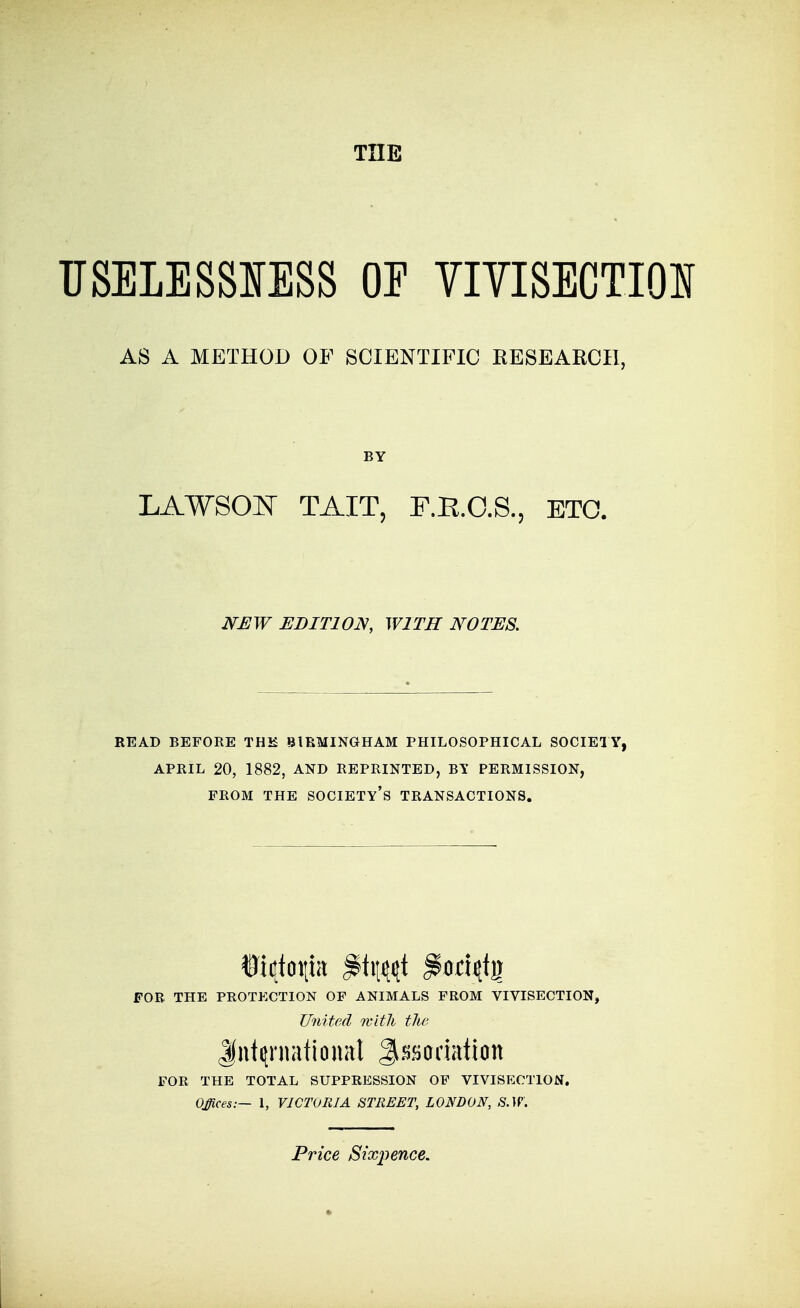 THE
USELESSNESS OF VIVISECTION
AS A METHOD OF SCIENTIFIC RESEARCH,
BY
LAWSON TAIT, F.R.C.S., ETC.
NEW EDITION, WITH NOTES.
READ BEFORE THE BIRMINGHAM PHILOSOPHICAL SOCIETY,
APRIL 20, 1882, AND REPRINTED, BY PERMISSION,
FROM THE SOCIETY'S TRANSACTIONS.
Victoria Street Society
FOR THE PROTECTION OF ANIMALS FROM VIVISECTION,
United with the
International Association
FOR THE TOTAL SUPPRESSION OF VIVISECTION.
Offices:— 1, VICTORIA STREET, LONDON, S.W.
Price Sixpence.